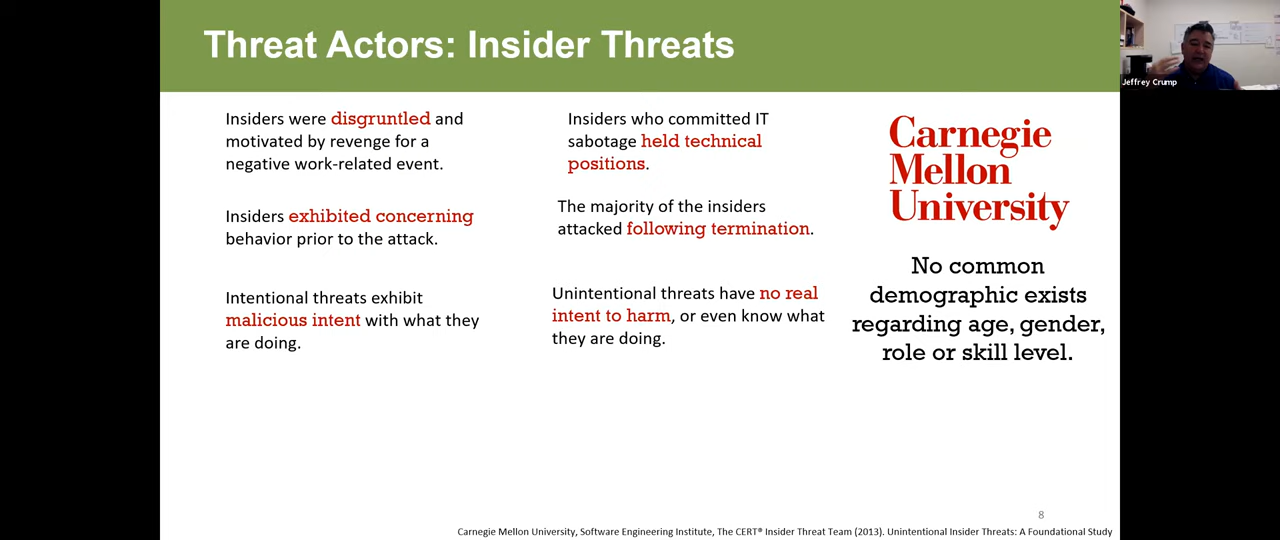 Threat Actors: Insider Threats
Jeffrey Crump
Insiders were disgruntled and
motivated by revenge for a
negative work-related event.
Insiders who committed IT
sabotage held technical
positions.
Insiders exhibited concerning
behavior prior to the attack.
The majority of the insiders
attacked following termination.
Intentional threats exhibit
malicious intent with what they
are doing.
Unintentional threats have no real
intent to harm, or even know what
they are doing.
Carnegie
Mellon
University
No common
demographic exists
regarding age, gender,
role or skill level.
8
Carnegie Mellon University, Software Engineering Institute, The CERT® Insider Threat Team (2013). Unintentional Insider Threats: A Foundational Study